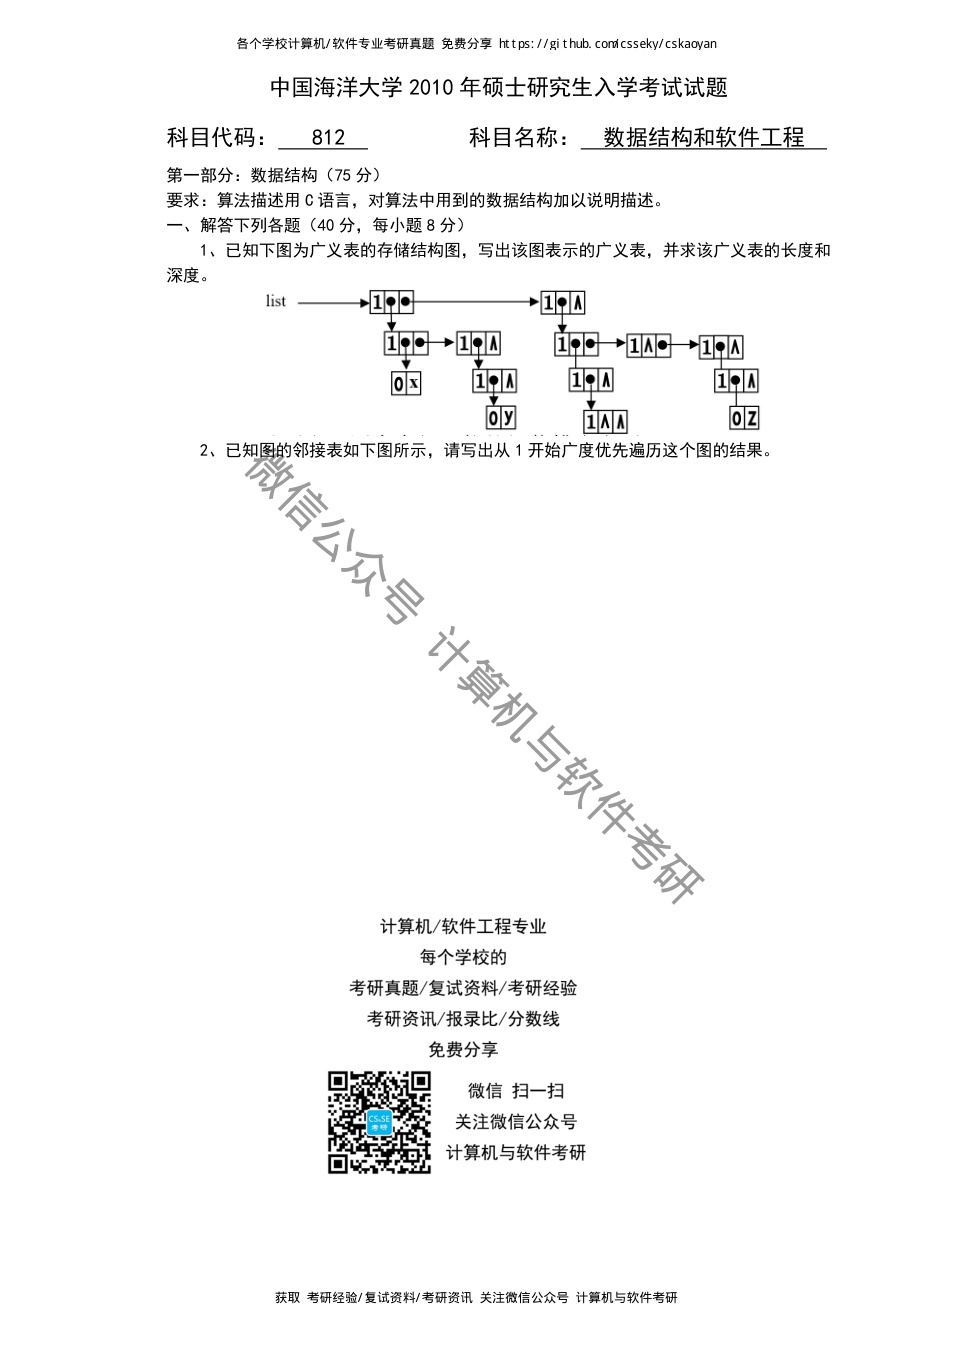 各个学校计算机/软件专业考研真题 免费分享 https://github.com/csseky/cskaoyan
中国海洋大学 2010 年硕士研究生入学考试试题
科目代码： 812 科目名称： 数据结构和软件工程
第一部分：数据结构（75 分）
要求：算法描述用 C 语言，对算法中用到的数据结构加以说明描述。
一、解答下列各题（40 分，每小题 8 分）
1、已知下图为广义表的存储结构图，写出该图表示的广义表，并求该广义表的长度和
深度。
list 1 1 ∧
1 1 ∧ 1 1 ∧ 1 ∧
0 x 1 ∧ 1 ∧ 1 ∧
0 y 1 ∧ ∧ 0 Z
2、已知图的邻接表如下图所示，请写出从 1 开始广度优先遍历这个图的结果。
微信公众号 计算机与软件考研
计算机/软件工程专业
每个学校的
考研真题/复试资料/考研经验
考研资讯/报录比/分数线
免费分享
CS.SE
考研
微信 扫一扫
关注微信公众号
计算机与软件考研
获取 考研经验/复试资料/考研资讯 关注微信公众号 计算机与软件考研